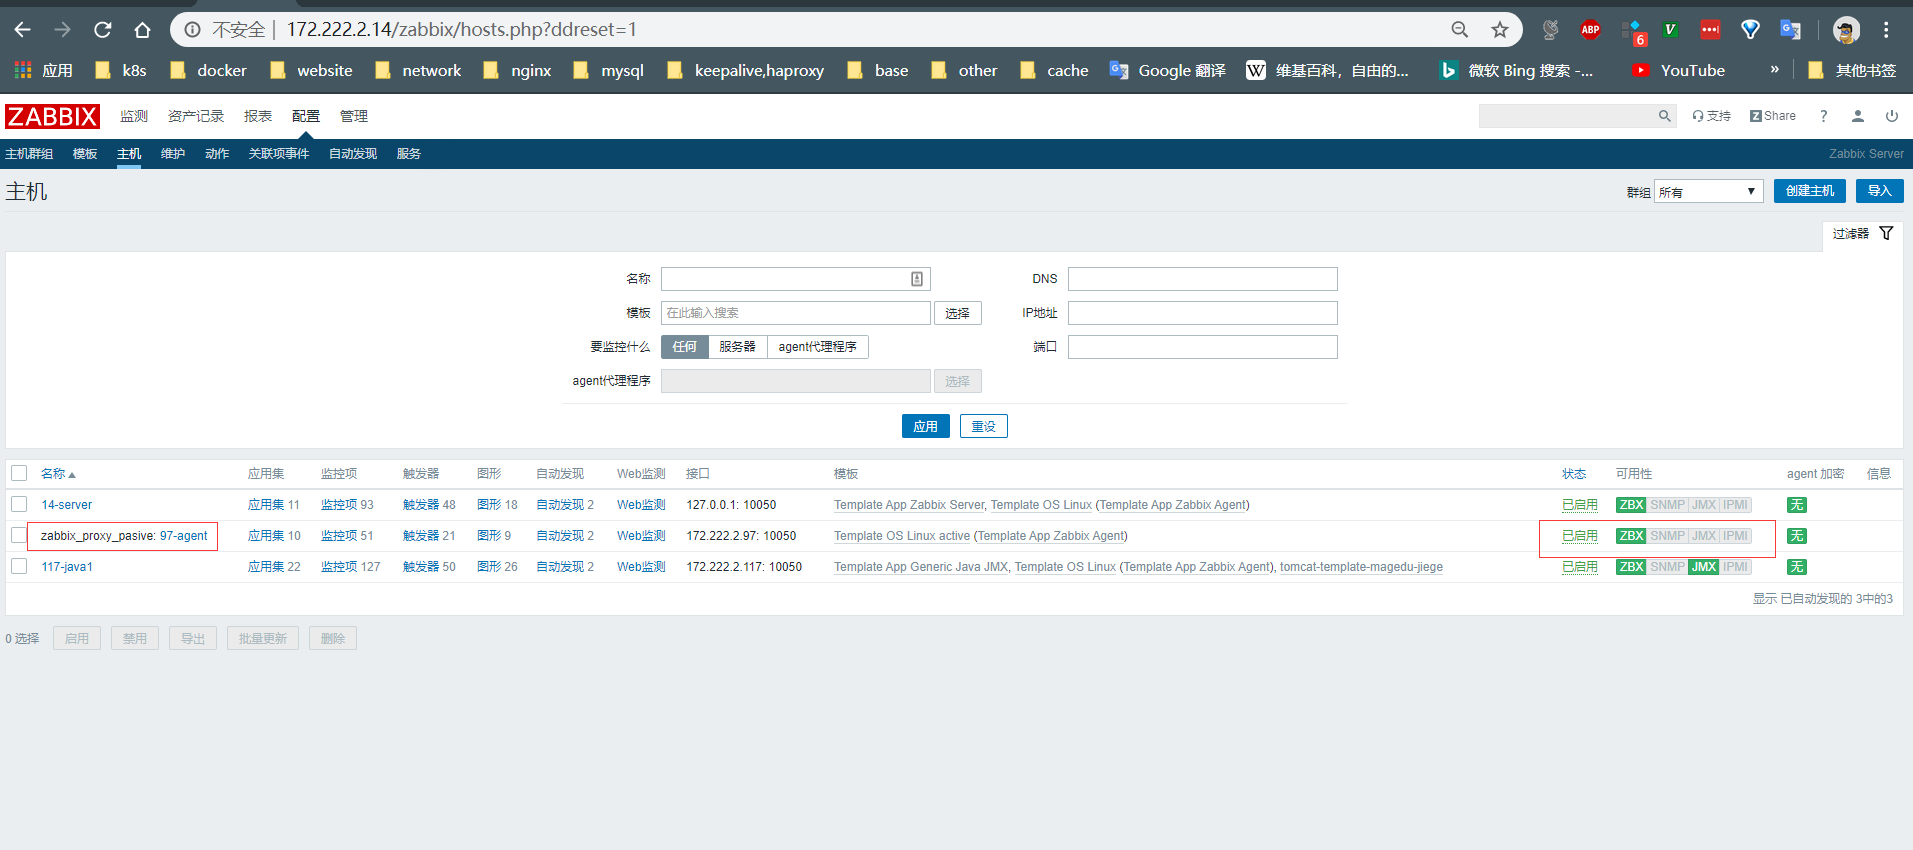 不安全 | 172.222.2.14/zabbix/hosts.php?ddreset=1 ABP 6 V
应用 k8s docker website network nginx mysql keepalive,haproxy base other cache Google 翻译 W 维基百科，自由的... 微软 Bing 搜索 -... YouTube » 其他书签
ZABBIX 监测 资产记录 报表 配置 管理 支持 Z Share ?
主机群组 模板 主机 维护 动作 关联项事件 自动发现 服务 Zabbix Server
主机 群组 所有 创建主机 导入
过滤器
名称 DNS
模板 在此输入搜索 选择 IP地址
要监控什么 任何 服务器 agent代理程序 端口
agent代理程序 选择
应用 重设
名称 应用集 监控项 触发器 图形 自动发现 Web监测 接口 模板 状态 可用性 agent 加密 信息
14-server 应用集 11 监控项 93 触发器 48 图形 18 自动发现 2 Web监测 127.0.0.1: 10050 Template App Zabbix Server, Template OS Linux (Template App Zabbix Agent) 已启用 ZBX SNMP JMX IPMI 无
zabbix_proxy_pasive: 97-agent 应用集 10 监控项 51 触发器 21 图形 9 自动发现 2 Web监测 172.222.2.97: 10050 Template OS Linux active (Template App Zabbix Agent) 已启用 ZBX SNMP JMX IPMI 无
117-java1 应用集 22 监控项 127 触发器 50 图形 26 自动发现 2 Web监测 172.222.2.117: 10050 Template App Generic Java JMX, Template OS Linux (Template App Zabbix Agent), tomcat-template-magedu-jiege 已启用 ZBX SNMP JMX IPMI 无
显示 已自动发现的 3中的3
0 选择 启用 禁用 导出 批量更新 删除